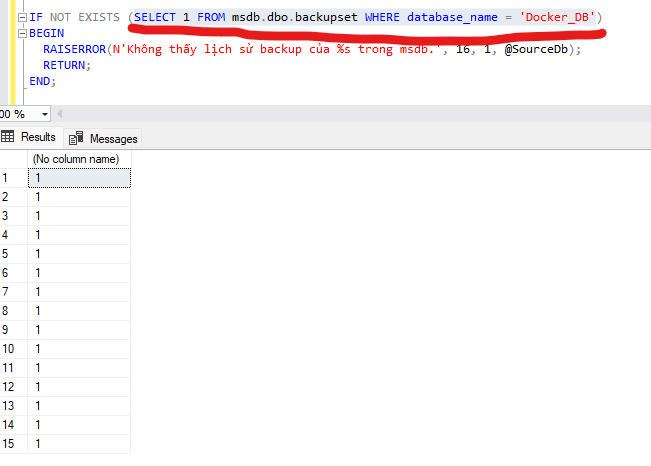 IF NOT EXISTS (SELECT 1 FROM msdb.dbo.backupset WHERE database_name = 'Docker_DB')
BEGIN
RAISERROR(N'Không thấy lịch sử backup của %s trong msdb.', 16, 1, @SourceDb);
RETURN;
END;
00 %
Results Messages
(No column name)
1 1
2 1
3 1
4 1
5 1
6 1
7 1
8 1
9 1
10 1
11 1
12 1
13 1
14 1
15 1